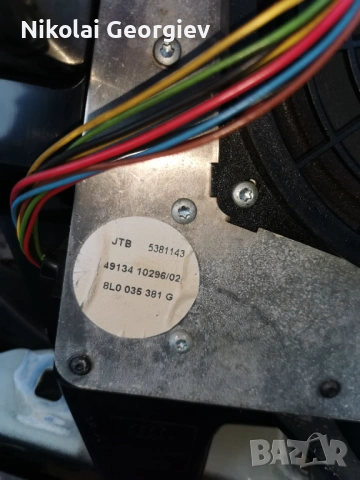 Nikolai Georgiev
JTB 5381143
49134 10296/02
8L0 035 381 G
BAZAR